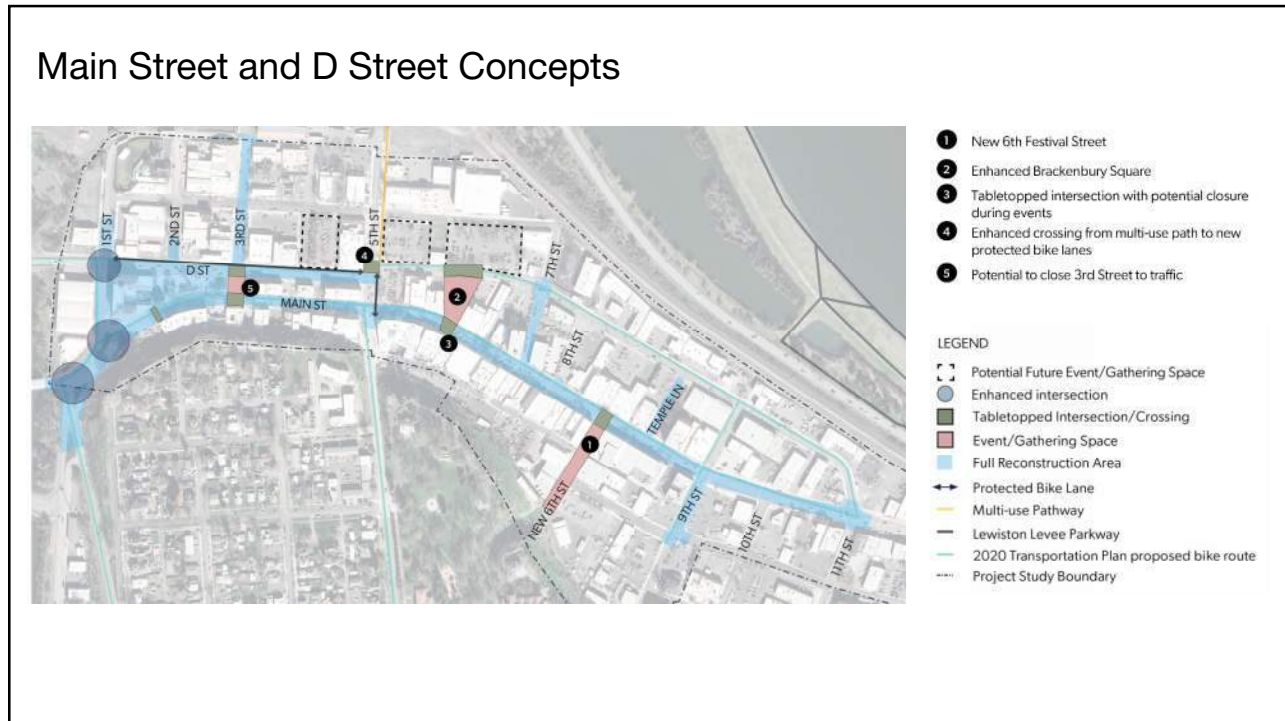 Main Street and D Street Concepts
1ST ST
2ND ST
3RD ST
5TH ST
7TH ST
D ST
MAIN ST
8TH ST
TEMPLE LN
NEW 6TH ST
9TH ST
10TH ST
11TH ST
4
5
2
3
1
1 New 6th Festival Street
2 Enhanced Brackenbury Square
3 Tabletopped intersection with potential closure
during events
4 Enhanced crossing from multi-use path to new
protected bike lanes
5 Potential to close 3rd Street to traffic
LEGEND
Potential Future Event/Gathering Space
Enhanced intersection
Tabletopped Intersection/Crossing
Event/Gathering Space
Full Reconstruction Area
Protected Bike Lane
Multi-use Pathway
Lewiston Levee Parkway
2020 Transportation Plan proposed bike route
Project Study Boundary